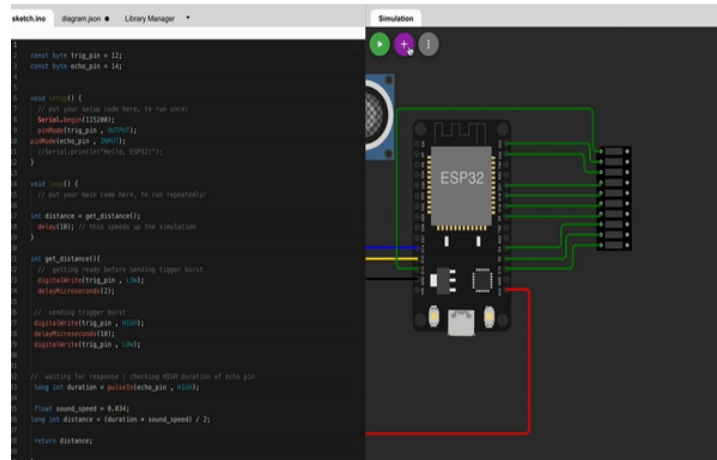 sketch.ino diagram.json Library Manager
Simulation
const byte trig_pin = 12;
const byte echo_pin = 14;
void setup() {
// put your setup code here, to run once:
Serial.begin(115200);
pinMode(trig_pin , OUTPUT);
pinMode(echo_pin , INPUT);
//Serial.println("Hello, ESP32!");
}
void loop() {
// put your main code here, to run repeatedly:
int distance = get_distance();
delay(10); // this speeds up the simulation
}
int get_distance(){
// getting ready before sending tigger burst
digitalWrite(trig_pin , LOW);
delayMicroseconds(2);
// sending trigger burst
digitalWrite(trig_pin , HIGH);
delayMicroseconds(10);
digitalWrite(trig_pin , LOW);
// waiting for response : checking HIGH duration of echo pin
long int duration = pulseIn(echo_pin , HIGH);
float sound_speed = 0.034;
long int distance = (duration * sound_speed) / 2;
return distance;
ESP32